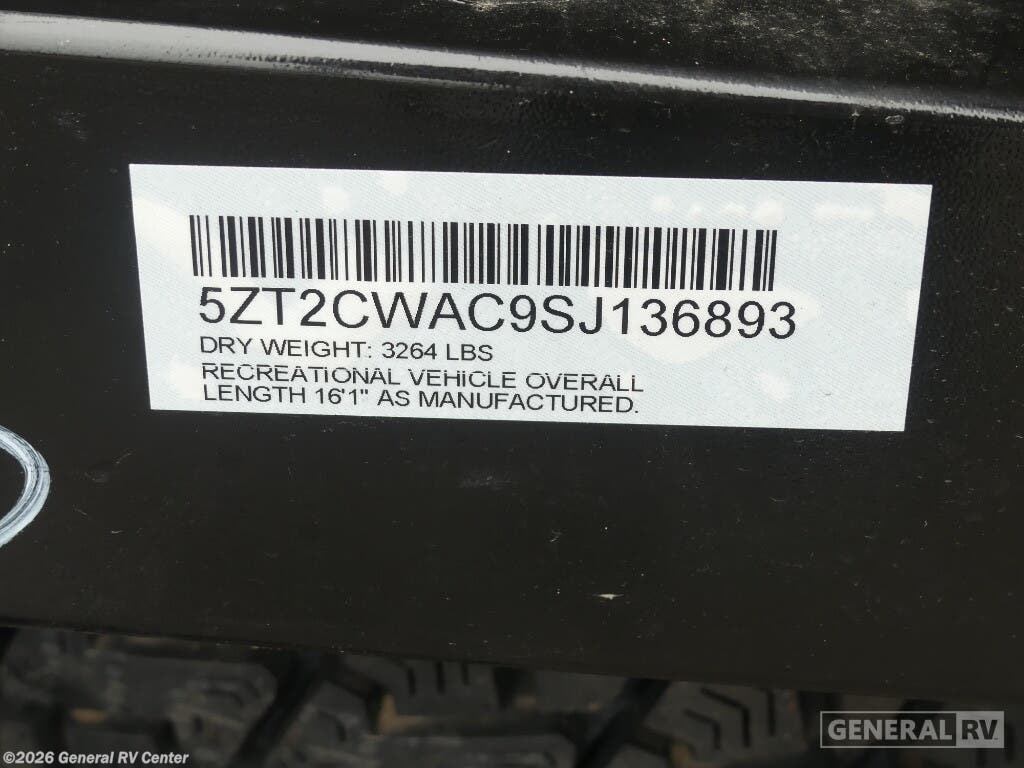 5ZT2CWAC9SJ136893
DRY WEIGHT: 3264 LBS
RECREATIONAL VEHICLE OVERALL
LENGTH 16'1" AS MANUFACTURED.
GENERAL RV
©2026 General RV Center